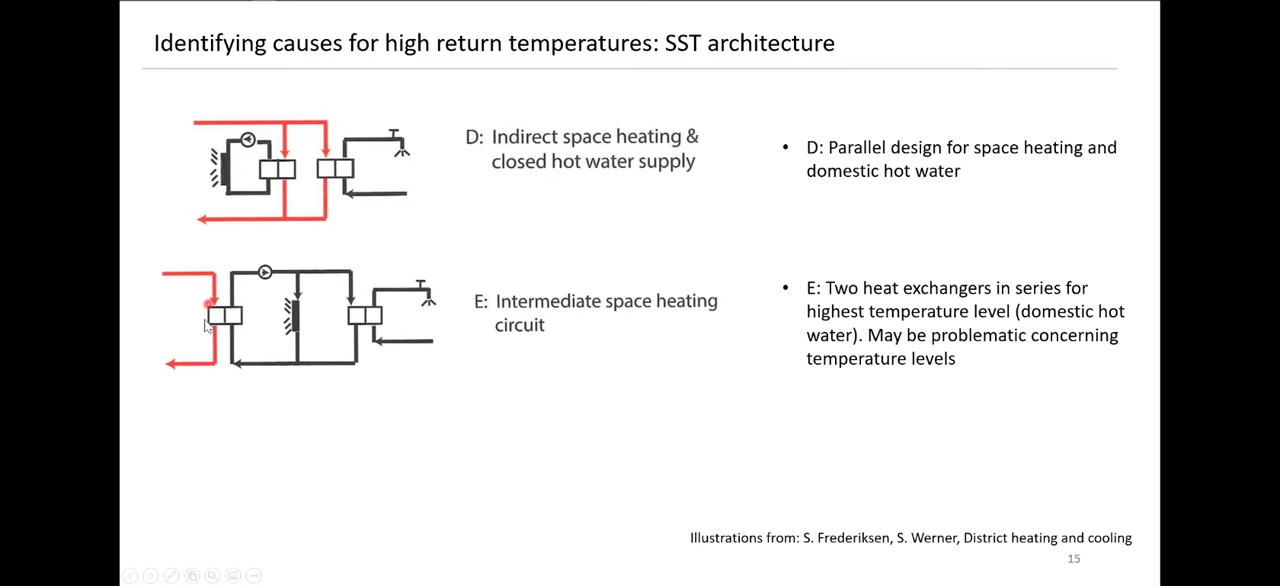 Identifying causes for high return temperatures: SST architecture
D: Indirect space heating &
closed hot water supply
• D: Parallel design for space heating and
domestic hot water
E: Intermediate space heating
circuit
• E: Two heat exchangers in series for
highest temperature level (domestic hot
water). May be problematic concerning
temperature levels
Illustrations from: S. Frederiksen, S. Werner, District heating and cooling
15